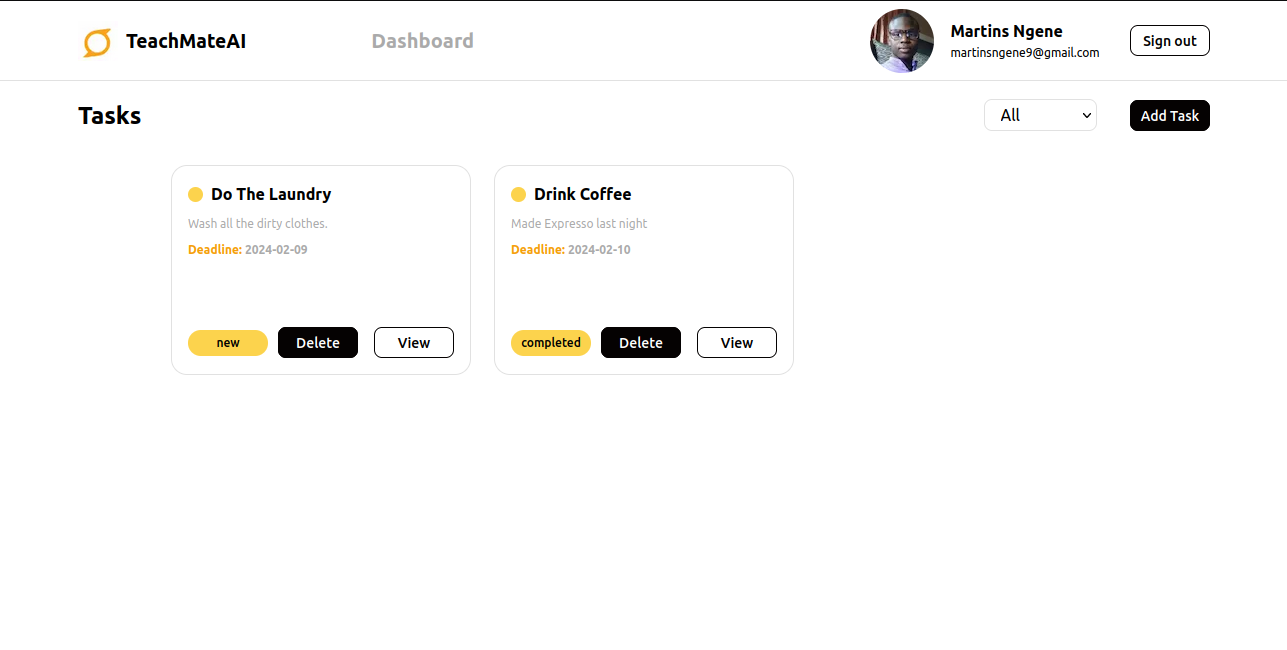 TeachMateAI
Dashboard
Martins Ngene
martinsngene9@gmail.com
Sign out
Tasks
All
Add Task
Do The Laundry
Wash all the dirty clothes.
Deadline: 2024-02-09
new
Delete
View
Drink Coffee
Made Expresso last night
Deadline: 2024-02-10
completed
Delete
View